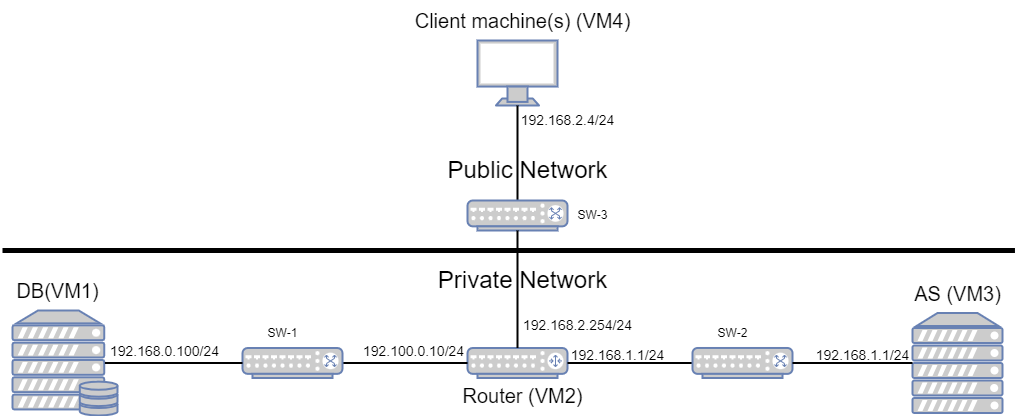 Client machine(s) (VM4)
192.168.2.4/24
Public Network
SW-3
Private Network
DB(VM1)
AS (VM3)
192.168.2.254/24
SW-1
SW-2
192.168.0.100/24
192.100.0.10/24
192.168.1.1/24
192.168.1.1/24
Router (VM2)